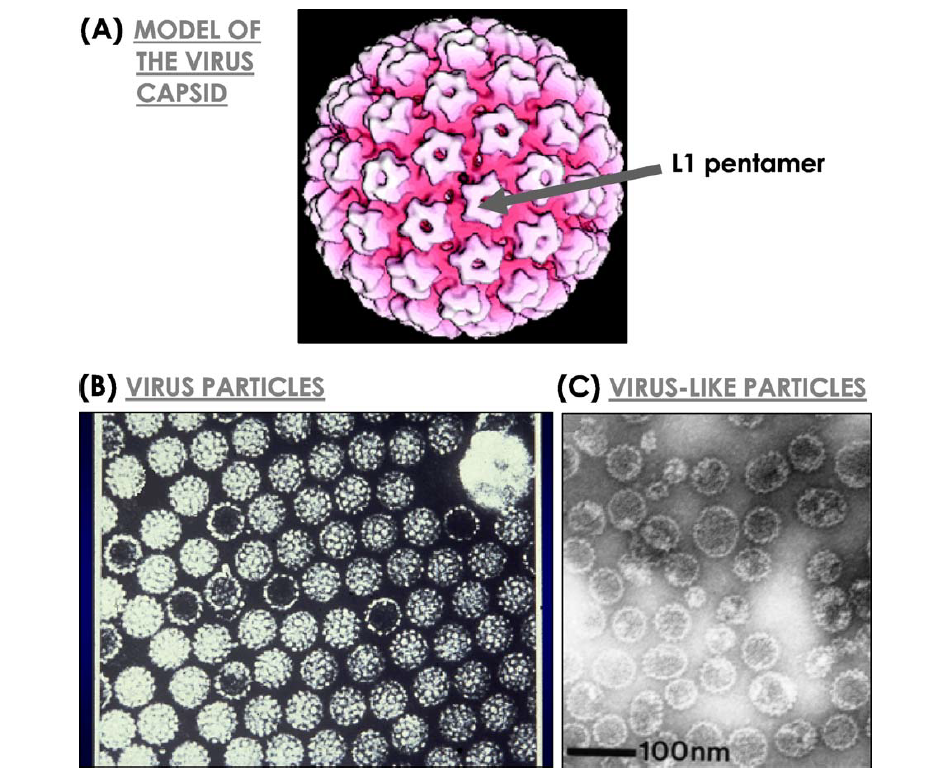 (A) MODEL OF
THE VIRUS
CAPSID
L1 pentamer
(B) VIRUS PARTICLES
(C) VIRUS-LIKE PARTICLES
100nm